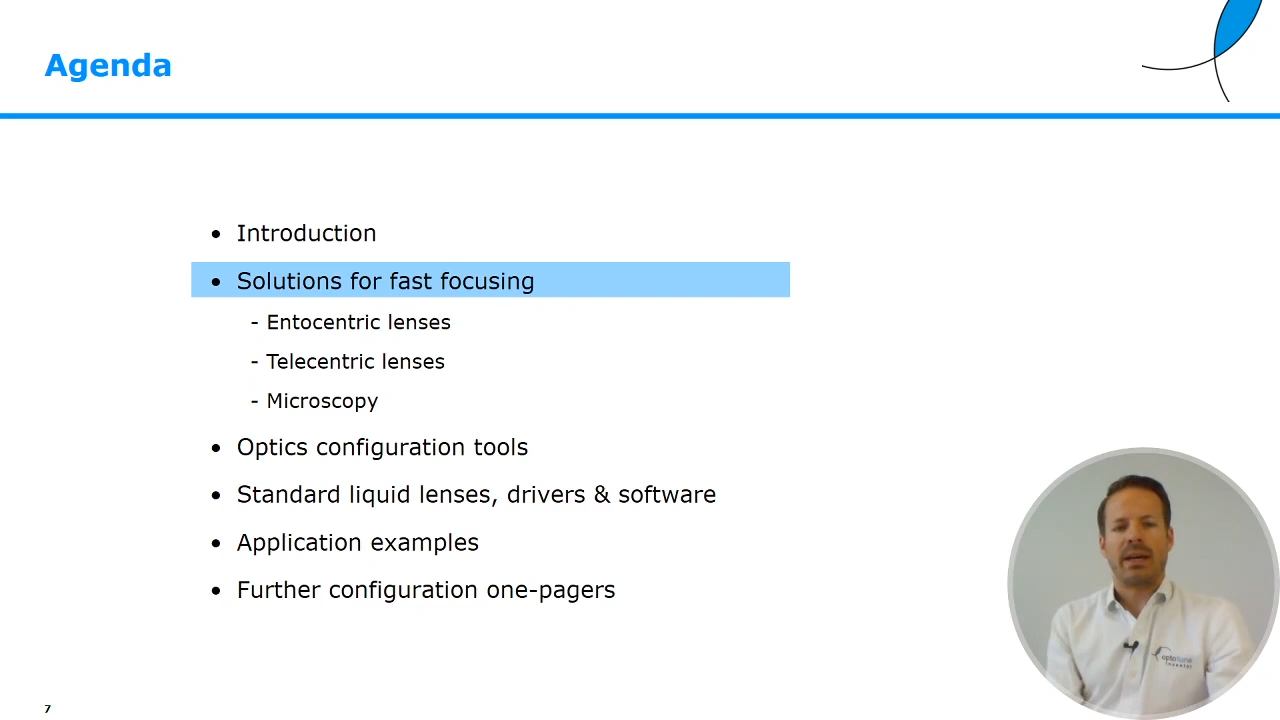 Agenda
• Introduction
• Solutions for fast focusing
- Entocentric lenses
- Telecentric lenses
- Microscopy
• Optics configuration tools
• Standard liquid lenses, drivers & software
• Application examples
• Further configuration one-pagers
optotune
7